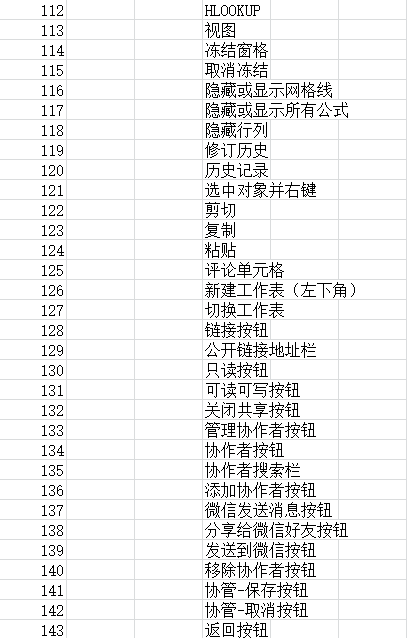 112 HLOOKUP
113 视图
114 冻结窗格
115 取消冻结
116 隐藏或显示网格线
117 隐藏或显示所有公式
118 隐藏行列
119 修订历史
120 历史记录
121 选中对象并右键
122 剪切
123 复制
124 粘贴
125 评论单元格
126 新建工作表（左下角）
127 切换工作表
128 链接按钮
129 公开链接地址栏
130 只读按钮
131 可读可写按钮
132 关闭共享按钮
133 管理协作者按钮
134 协作者按钮
135 协作者搜索栏
136 添加协作者按钮
137 微信发送消息按钮
138 分享给微信好友按钮
139 发送到微信按钮
140 移除协作者按钮
141 协管-保存按钮
142 协管-取消按钮
143 返回按钮